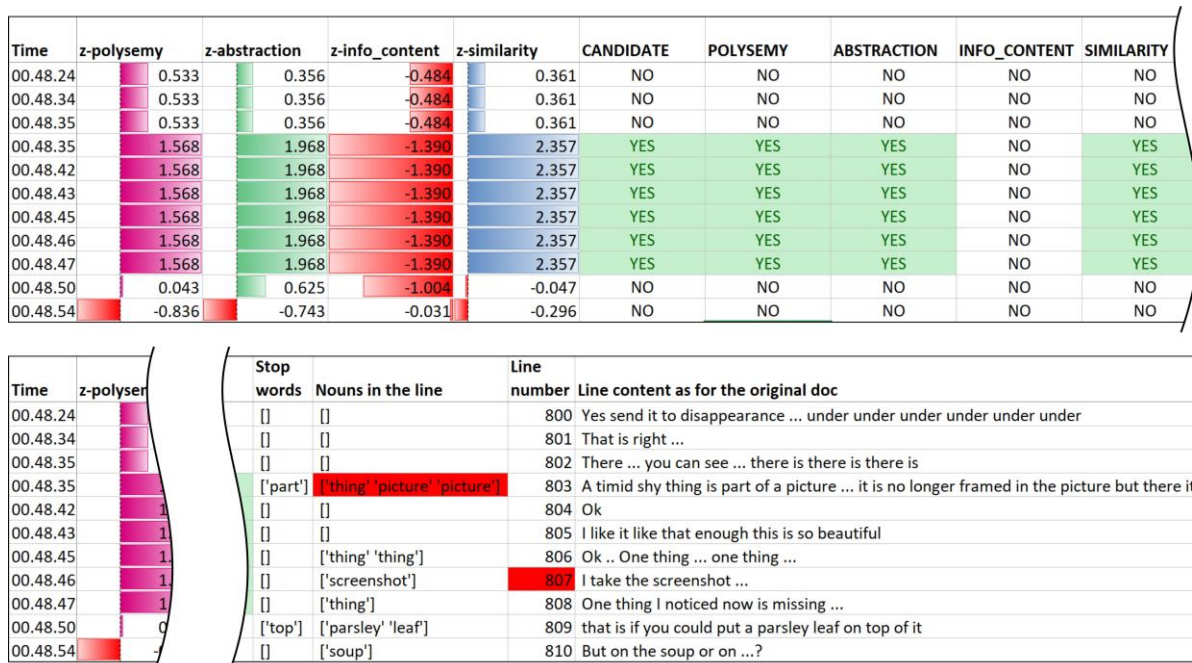 Time z-polysemy z-abstraction z-info_content z-similarity CANDIDATE POLYSEMY ABSTRACTION INFO_CONTENT SIMILARITY
00.48.24 0.533 0.356 -0.484 0.361 NO NO NO NO NO
00.48.34 0.533 0.356 -0.484 0.361 NO NO NO NO NO
00.48.35 0.533 0.356 -0.484 0.361 NO NO NO NO NO
00.48.35 1.568 1.968 -1.390 2.357 YES YES YES NO YES
00.48.42 1.568 1.968 -1.390 2.357 YES YES YES NO YES
00.48.43 1.568 1.968 -1.390 2.357 YES YES YES NO YES
00.48.45 1.568 1.968 -1.390 2.357 YES YES YES NO YES
00.48.46 1.568 1.968 -1.390 2.357 YES YES YES NO YES
00.48.47 1.568 1.968 -1.390 2.357 YES YES YES NO YES
00.48.50 0.043 0.625 -1.004 -0.047 NO NO NO NO NO
00.48.54 -0.836 -0.743 -0.031 -0.296 NO NO NO NO NO
Stop Line
Time z-polyser words Nouns in the line number Line content as for the original doc
00.48.24 [] [] 800 Yes send it to disappearance ... under under under under under under
00.48.34 [] [] 801 That is right ...
00.48.35 [] [] 802 There ... you can see ... there is there is there is
00.48.35 ['part'] ['thing' 'picture' 'picture'] 803 A timid shy thing is part of a picture ... it is no longer framed in the picture but there it
00.48.42 1 [] [] 804 Ok
00.48.43 1. [] [] 805 I like it like that enough this is so beautiful
00.48.45 1. [] ['thing' 'thing'] 806 Ok .. One thing ... one thing ...
00.48.46 1. [] ['screenshot'] 807 I take the screenshot ...
00.48.47 1 [] ['thing'] 808 One thing I noticed now is missing ...
00.48.50 0 ['top'] ['parsley' 'leaf'] 809 that is if you could put a parsley leaf on top of it
00.48.54 [] ['soup'] 810 But on the soup or on ...?